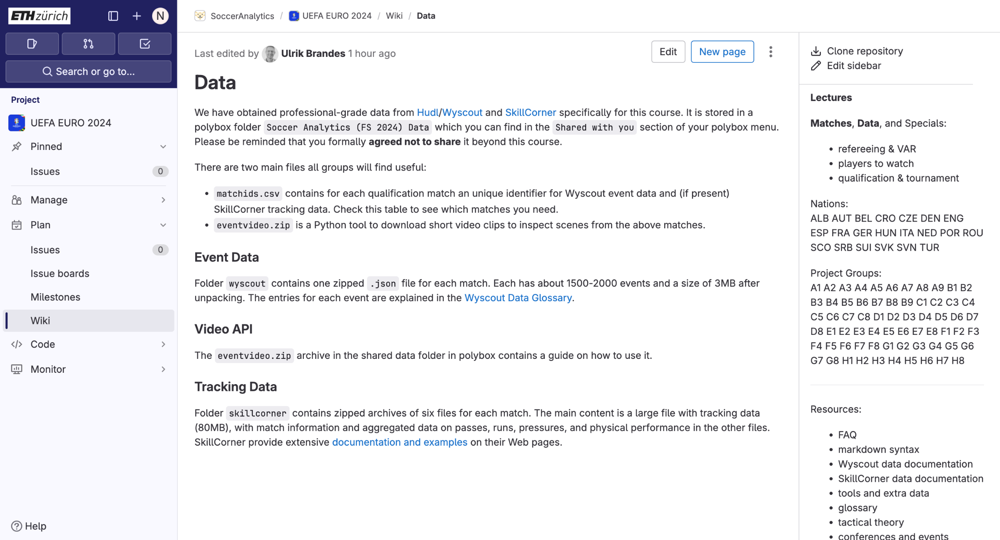 ETH zürich
N
Search or go to...
Project
UEFA EURO 2024
Pinned
Issues 0
Manage
Plan
Issues 0
Issue boards
Milestones
Wiki
Code
Monitor
Help
SoccerAnalytics / UEFA EURO 2024 / Wiki / Data
Last edited by Ulrik Brandes 1 hour ago
Edit
New page
Data
We have obtained professional-grade data from Hudl/Wyscout and SkillCorner specifically for this course. It is stored in a
polybox folder Soccer Analytics (FS 2024) Data which you can find in the Shared with you section of your polybox menu.
Please be reminded that you formally agreed not to share it beyond this course.
There are two main files all groups will find useful:
• matchids.csv contains for each qualification match an unique identifier for Wyscout event data and (if present)
SkillCorner tracking data. Check this table to see which matches you need.
• eventvideo.zip is a Python tool to download short video clips to inspect scenes from the above matches.
Event Data
Folder wyscout contains one zipped .json file for each match. Each has about 1500-2000 events and a size of 3MB after
unpacking. The entries for each event are explained in the Wyscout Data Glossary.
Video API
The eventvideo.zip archive in the shared data folder in polybox contains a guide on how to use it.
Tracking Data
Folder skillcorner contains zipped archives of six files for each match. The main content is a large file with tracking data
(80MB), with match information and aggregated data on passes, runs, pressures, and physical performance in the other files.
SkillCorner provide extensive documentation and examples on their Web pages.
Clone repository
Edit sidebar
Lectures
Matches, Data, and Specials:
• refereeing & VAR
• players to watch
• qualification & tournament
Nations:
ALB AUT BEL CRO CZE DEN ENG
ESP FRA GER HUN ITA NED POR ROU
SCO SRB SUI SVK SVN TUR
Project Groups:
A1 A2 A3 A4 A5 A6 A7 A8 A9 B1 B2
B3 B4 B5 B6 B7 B8 B9 C1 C2 C3 C4
C5 C6 C7 C8 D1 D2 D3 D4 D5 D6 D7
D8 E1 E2 E3 E4 E5 E6 E7 E8 F1 F2 F3
F4 F5 F6 F7 F8 G1 G2 G3 G4 G5 G6
G7 G8 H1 H2 H3 H4 H5 H6 H7 H8
Resources:
• FAQ
• markdown syntax
• Wyscout data documentation
• SkillCorner data documentation
• tools and extra data
• glossary
• tactical theory
• conferences and events